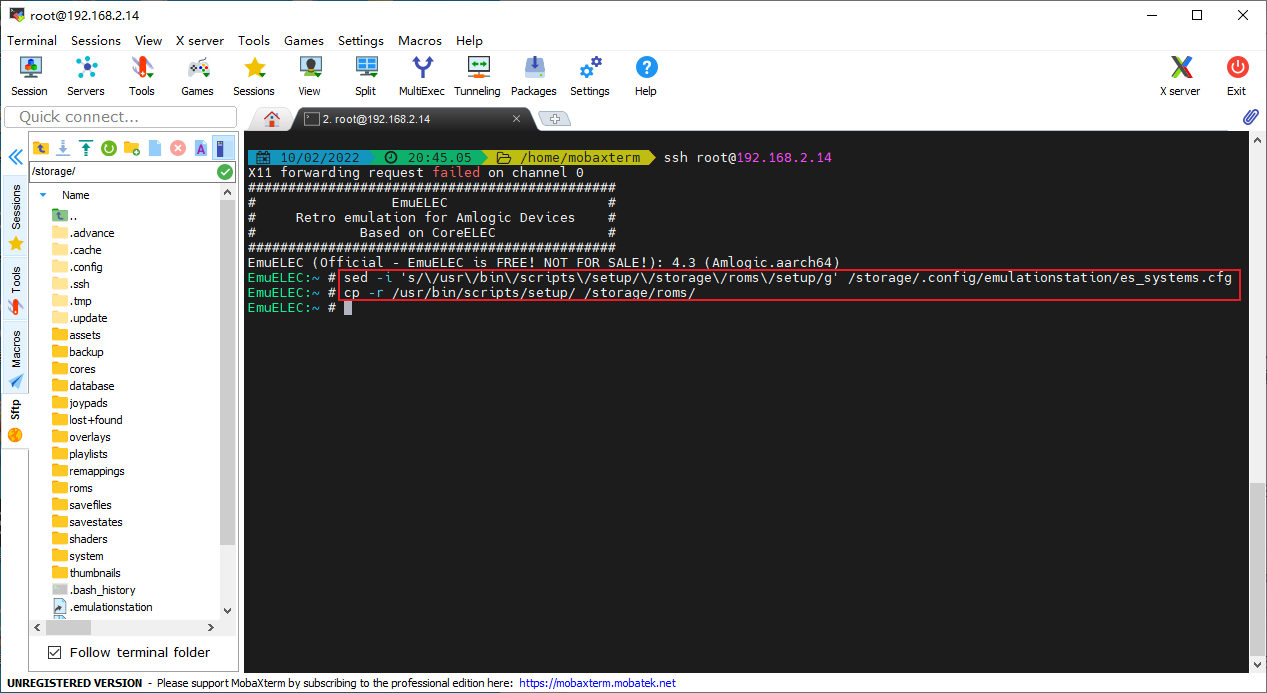 root@192.168.2.14
Terminal Sessions View X server Tools Games Settings Macros Help
Session Servers Tools Games Sessions View Split MultiExec Tunneling Packages Settings Help X server Exit
Quick connect...
2. root@192.168.2.14
/storage/
Name
..
.advance
.cache
.config
.ssh
.tmp
.update
assets
backup
cores
database
joypads
lost+found
overlays
playlists
remappings
roms
savefiles
savestates
shaders
system
thumbnails
.bash_history
.emulationstation
Follow terminal folder
Sessions
Tools
Macros
Sftp
10/02/2022 20:45.05 /home/mobaxterm ssh root@192.168.2.14
X11 forwarding request failed on channel 0
##############################################
# EmuELEC #
# Retro emulation for Amlogic Devices #
# Based on CoreELEC #
##############################################
EmuELEC (Official - EmuELEC is FREE! NOT FOR SALE!): 4.3 (Amlogic.aarch64)
EmuELEC:~ # sed -i 's/\/usr\/bin\/scripts\/setup/\/storage\/roms\/setup/g' /storage/.config/emulationstation/es_systems.cfg
EmuELEC:~ # cp -r /usr/bin/scripts/setup/ /storage/roms/
EmuELEC:~ #
UNREGISTERED VERSION - Please support MobaXterm by subscribing to the professional edition here: https://mobaxterm.mobatek.net